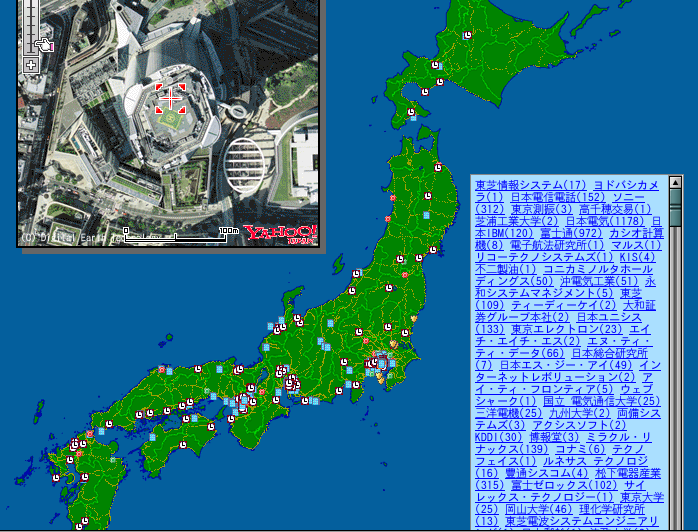 (C) Digital Earth
100m
YAHOO!
東芝情報システム(17) ヨドバシカメ
ラ(1) 日本電信電話(152) ソニー
(312) 東京測振(3) 高千穂交易(1)
芝浦工業大学(2) 日本電気(1178) 日
本IBM(120) 富士通(972) カシオ計算
機(8) 電子航法研究所(1) マルス(1)
リコーテクノシステムズ(1) KIS(4)
不二製油(1) コニカミノルタホール
ディングス(50) 沖電気工業(51) 永
和システムマネジメント(5) 東芝
(109) ティーディーケイ(2) 大和証
券グループ本社(2) 日本ユニシス
(133) 東京エレクトロン(23) エイ
チ・エイチ・エス(2) エヌ・ティ・
ティ・データ(66) 日本総合研究所
(7) 日本エス・ジー・アイ(49) イン
ターネットレボリューション(2) ア
イ・ティ・フロンティア(5) ウェブ
シャーク(1) 国立 電気通信大学(25)
三洋電機(25) 九州大学(2) 両備シス
テムズ(3) アクシスソフト(2)
KDDI(30) 博報堂(3) ミラクル・リ
ナックス(139) コナミ(6) テクノ
フェイス(1) ルネサス テクノロジ
(16) 豊通シスコム(4) 松下電器産業
(315) 富士ゼロックス(102) サイ
レックス・テクノロジー(1) 東京大学
(25) 岡山大学(46) 理化学研究所
(13) 東芝電波システムエンジニアリ